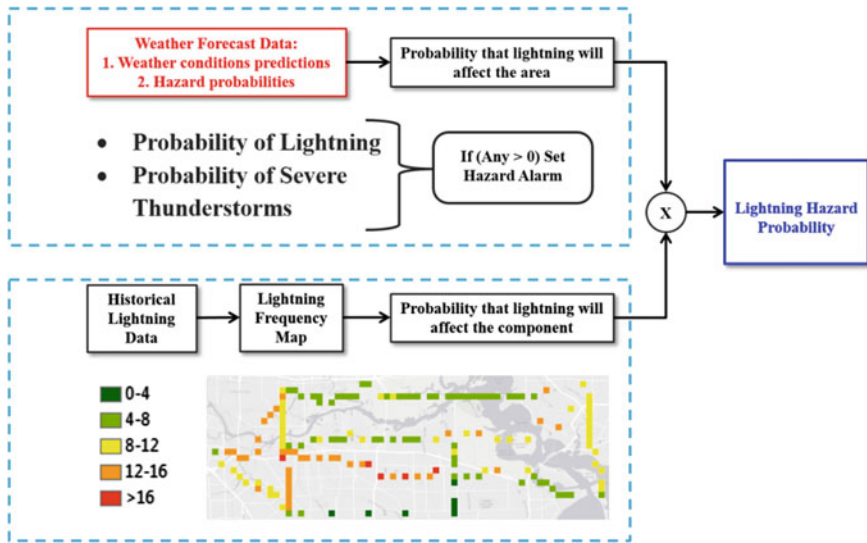 Weather Forecast Data:
1. Weather conditions predictions
2. Hazard probabilities
Probability that lightning will
affect the area
• Probability of Lightning
• Probability of Severe
Thunderstorms
If (Any > 0) Set
Hazard Alarm
X
Lightning Hazard
Probability
Historical
Lightning
Data
Lightning
Frequency
Map
Probability that lightning will
affect the component
0-4
4-8
8-12
12-16
>16